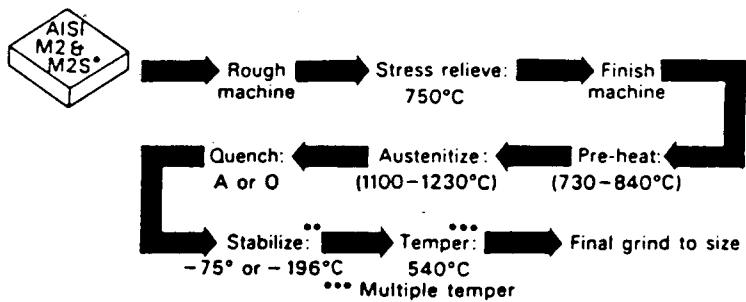 AISI
M2 &
M2S*
Rough
machine
Stress relieve:
750°C
Finish
machine
Pre-heat:
(730–840°C)
Austenitize:
(1100–1230°C)
Quench:
A or O
Stabilize:**
–75° or –196°C
Temper:***
540°C
Final grind to size
*** Multiple temper